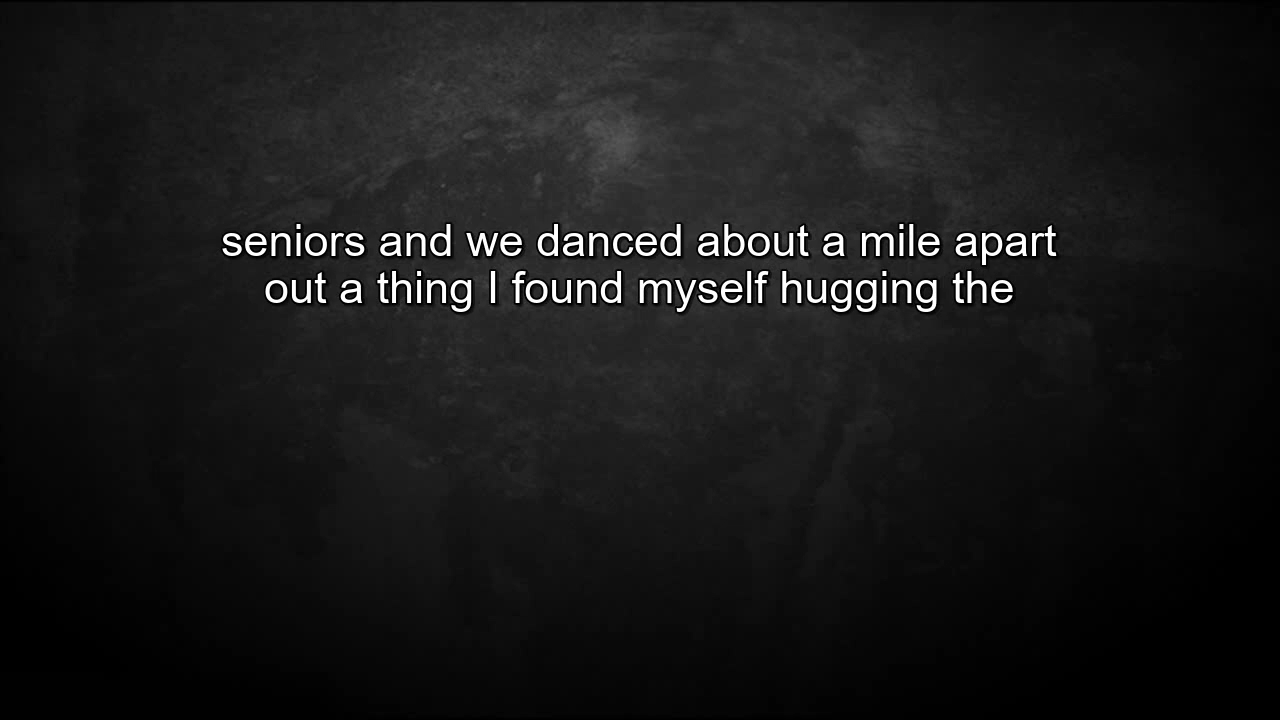 seniors and we danced about a mile apart
out a thing I found myself hugging the